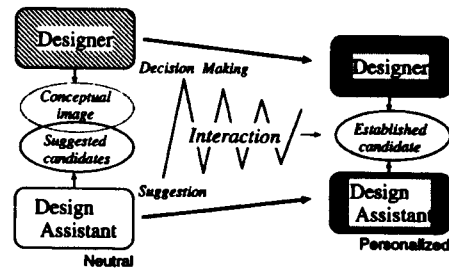 Designer
Decision Making
Conceptual
image
Suggested
candidates
Interaction
Suggestion
Design
Assistant
Neutral
Designer
Established
candidate
Design
Assistant
Personalized